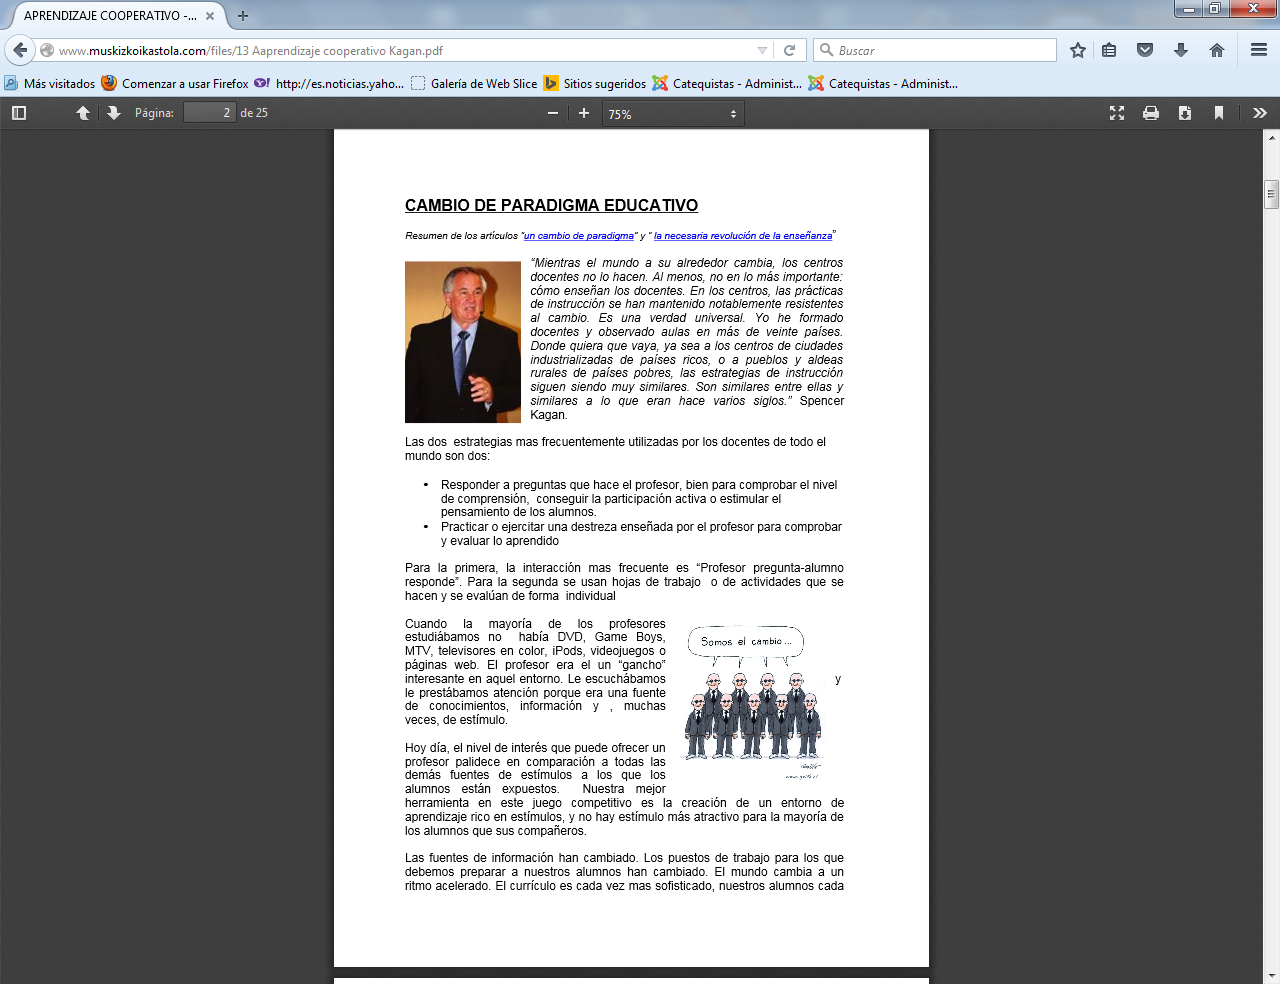 APRENDIZAJE COOPERATIVO -...
www.muskizkoikastola.com/files/13 Aaprendizaje cooperativo Kagan.pdf
Buscar
Más visitados Comenzar a usar Firefox http://es.noticias.yaho... Galería de Web Slice Sitios sugeridos Catequistas - Administ... Catequistas - Administ...
Página: 2 de 25 75%
CAMBIO DE PARADIGMA EDUCATIVO
Resumen de los artículos “un cambio de paradigma” y “ la necesaria revolución de la enseñanza”
“Mientras el mundo a su alrededor cambia, los centros
docentes no lo hacen. Al menos, no en lo más importante:
cómo enseñan los docentes. En los centros, las prácticas
de instrucción se han mantenido notablemente resistentes
al cambio. Es una verdad universal. Yo he formado
docentes y observado aulas en más de veinte países.
Donde quiera que vaya, ya sea a los centros de ciudades
industrializadas de países ricos, o a pueblos y aldeas
rurales de países pobres, las estrategias de instrucción
siguen siendo muy similares. Son similares entre ellas y
similares a lo que eran hace varios siglos.” Spencer
Kagan.
Las dos estrategias mas frecuentemente utilizadas por los docentes de todo el
mundo son dos:
• Responder a preguntas que hace el profesor, bien para comprobar el nivel
de comprensión, conseguir la participación activa o estimular el
pensamiento de los alumnos.
• Practicar o ejercitar una destreza enseñada por el profesor para comprobar
y evaluar lo aprendido
Para la primera, la interacción mas frecuente es “Profesor pregunta-alumno
responde”. Para la segunda se usan hojas de trabajo o de actividades que se
hacen y se evalúan de forma individual
Cuando la mayoría de los profesores
estudiábamos no había DVD, Game Boys,
MTV, televisores en color, iPods, videojuegos o
páginas web. El profesor era el un “gancho”
interesante en aquel entorno. Le escuchábamos y
le prestábamos atención porque era una fuente
de conocimientos, información y , muchas
veces, de estímulo.
Somos el cambio...
Hoy día, el nivel de interés que puede ofrecer un
profesor palidece en comparación a todas las
demás fuentes de estímulos a los que los
alumnos están expuestos. Nuestra mejor
herramienta en este juego competitivo es la creación de un entorno de
aprendizaje rico en estímulos, y no hay estímulo más atractivo para la mayoría de
los alumnos que sus compañeros.
Las fuentes de información han cambiado. Los puestos de trabajo para los que
debemos preparar a nuestros alumnos han cambiado. El mundo cambia a un
ritmo acelerado. El currículo es cada vez mas sofisticado, nuestros alumnos cada